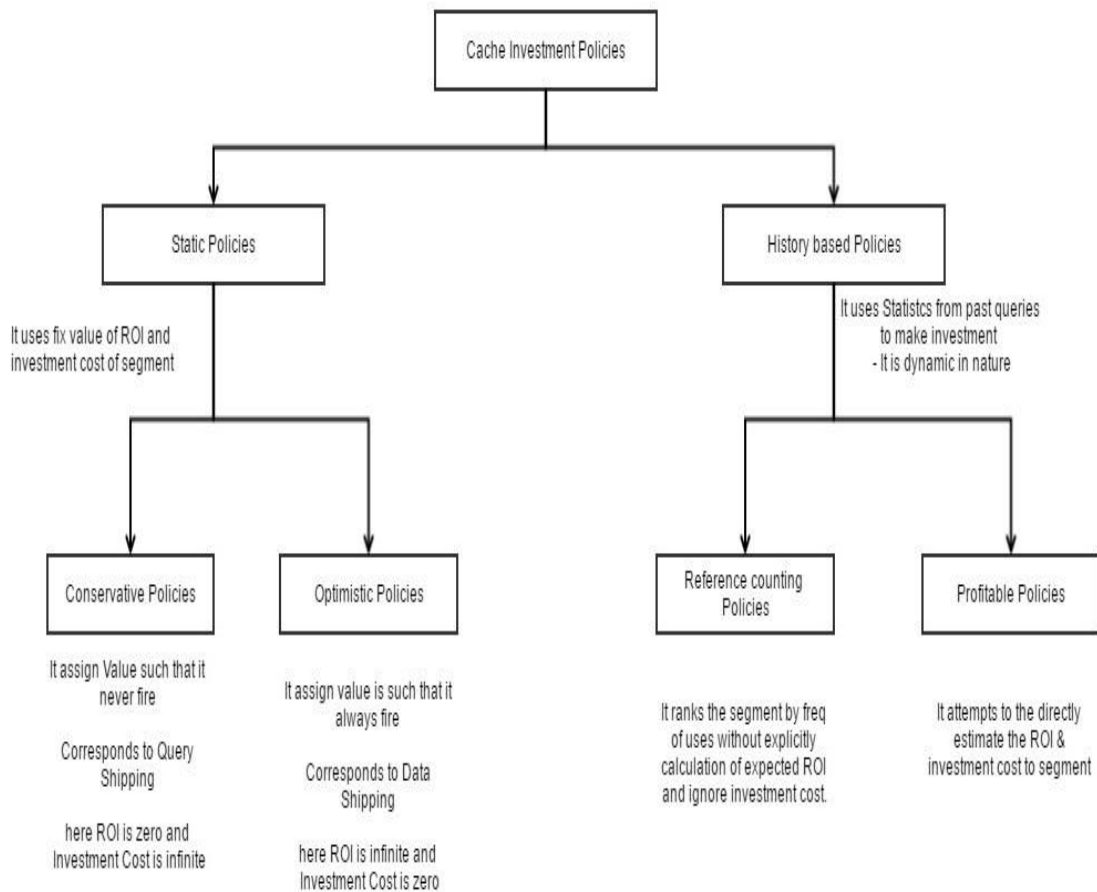 Cache Investment Policies
Static Policies
History based Policies
It uses fix value of ROI and
investment cost of segment
It uses Statistcs from past queries
to make investment
- It is dynamic in nature
Conservative Policies
Optimistic Policies
Reference counting
Policies
Profitable Policies
It assign Value such that it
never fire
Corresponds to Query
Shipping
here ROI is zero and
Investment Cost is infinite
It assign value is such that it
always fire
Corresponds to Data
Shipping
here ROI is infinite and
Investment Cost is zero
It ranks the segment by freq
of uses without explicitly
calculation of expected ROI
and ignore investment cost.
It attempts to the directly
estimate the ROI &
investment cost to segment